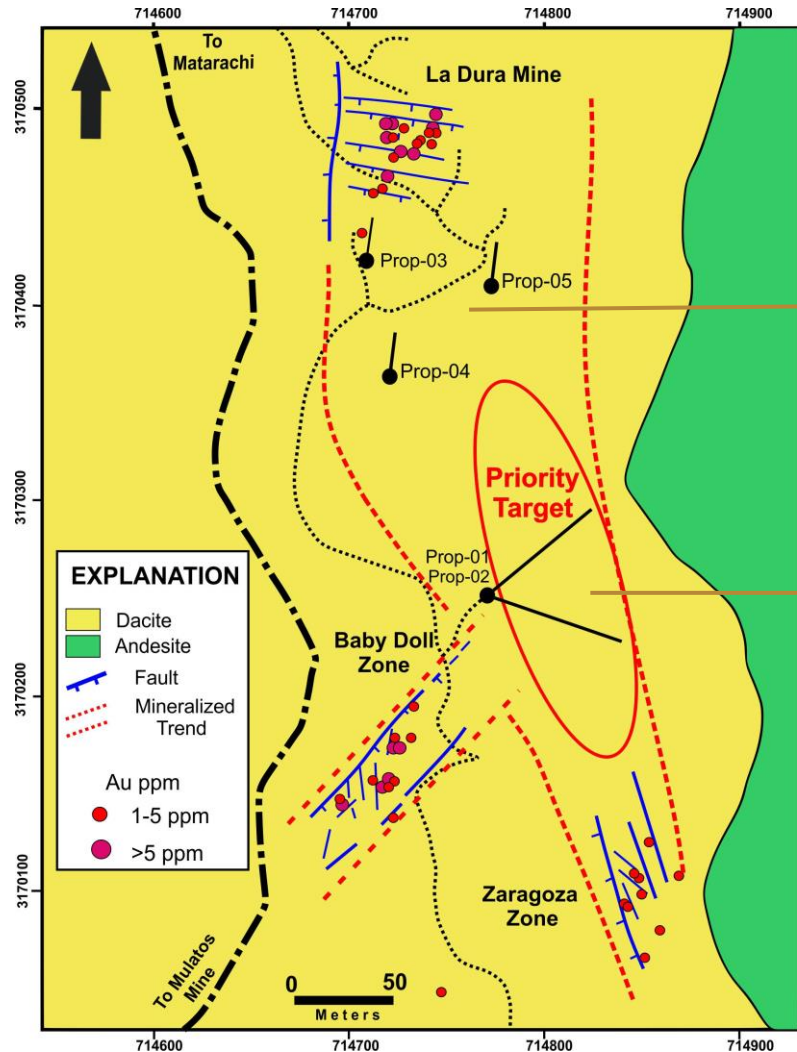 714600
714700
714800
714900
To
Matarachi
La Dura Mine
3170500
3170400
3170300
3170200
3170100
Prop-03
Prop-05
Prop-04
Priority
Target
Prop-01
Prop-02
EXPLANATION
Dacite
Andesite
Fault
Mineralized
Trend
Au ppm
1-5 ppm
>5 ppm
Baby Doll
Zone
Zaragoza
Zone
To Mulatos
Mine
0 50
Meters
714600
714700
714800
714900